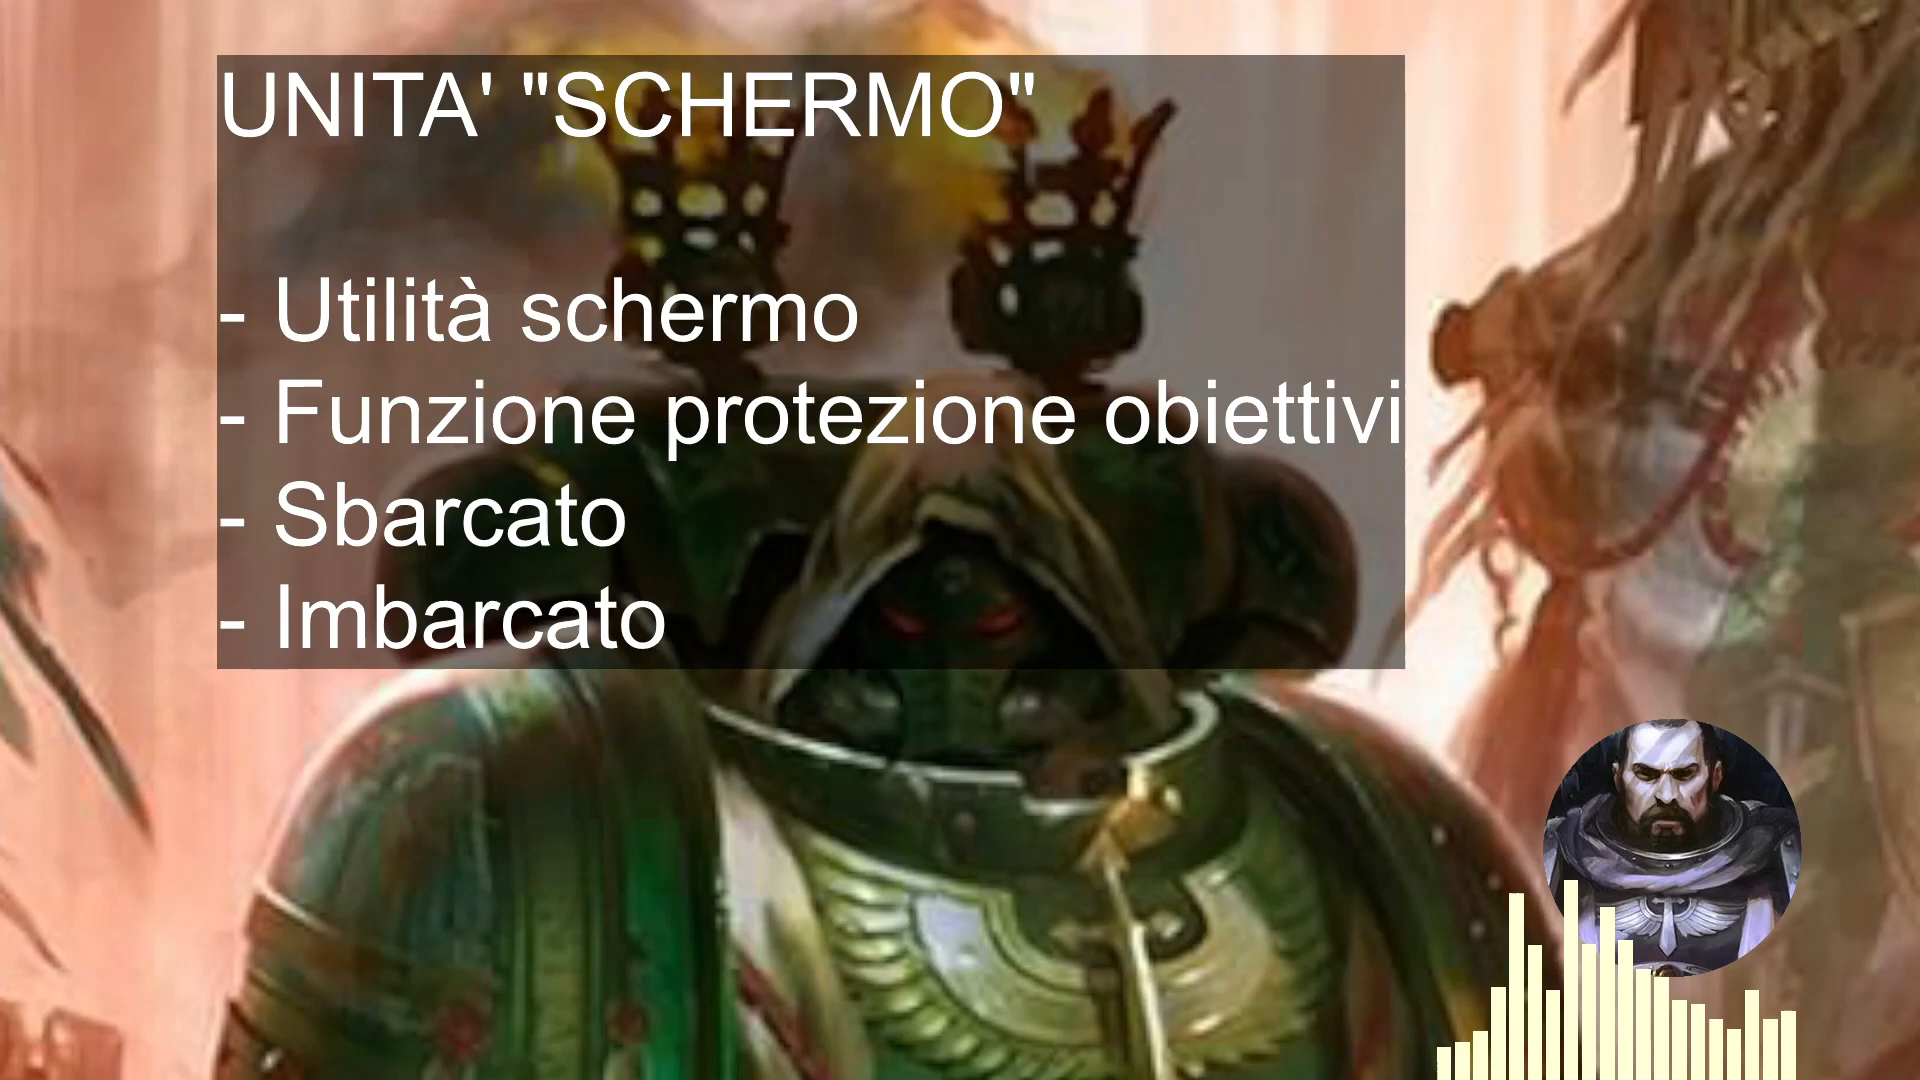 UNITA' "SCHERMO"
- Utilità schermo
- Funzione protezione obiettivi
- Sbarcato
- Imbarcato